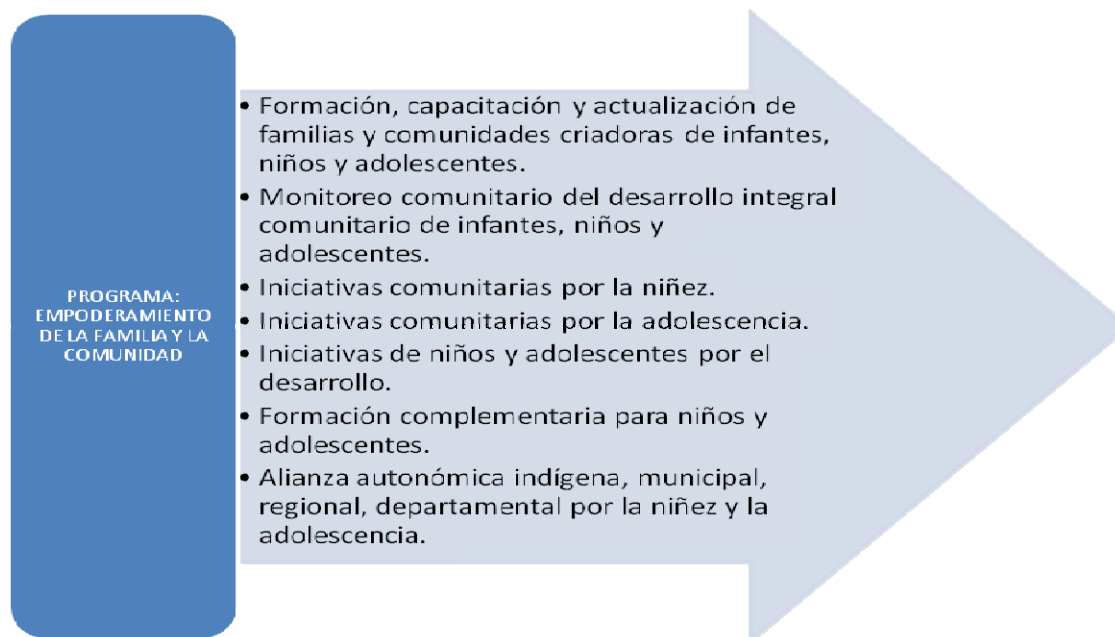 PROGRAMA:
EMPODERAMIENTO
DE LA FAMILIA Y LA
COMUNIDAD
• Formación, capacitación y actualización de
familias y comunidades criadoras de infantes,
niños y adolescentes.
• Monitoreo comunitario del desarrollo integral
comunitario de infantes, niños y
adolescentes.
• Iniciativas comunitarias por la niñez.
• Iniciativas comunitarias por la adolescencia.
• Iniciativas de niños y adolescentes por el
desarrollo.
• Formación complementaria para niños y
adolescentes.
• Alianza autonómica indígena, municipal,
regional, departamental por la niñez y la
adolescencia.